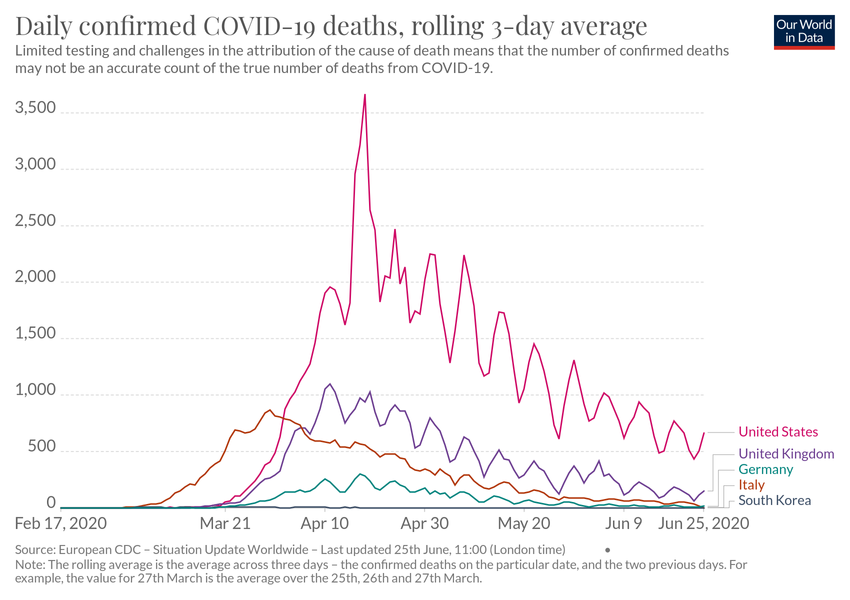 Daily confirmed COVID-19 deaths, rolling 3-day average
Our World
in Data
Limited testing and challenges in the attribution of the cause of death means that the number of confirmed deaths
may not be an accurate count of the true number of deaths from COVID-19.
3,500
3,000
2,500
2,000
1,500
1,000
500
0
United States
United Kingdom
Germany
Italy
South Korea
Feb 17, 2020
Mar 21
Apr 10
Apr 30
May 20
Jun 9
Jun 25, 2020
Source: European CDC – Situation Update Worldwide – Last updated 25th June, 11:00 (London time)
Note: The rolling average is the average across three days – the confirmed deaths on the particular date, and the two previous days. For
example, the value for 27th March is the average over the 25th, 26th and 27th March.